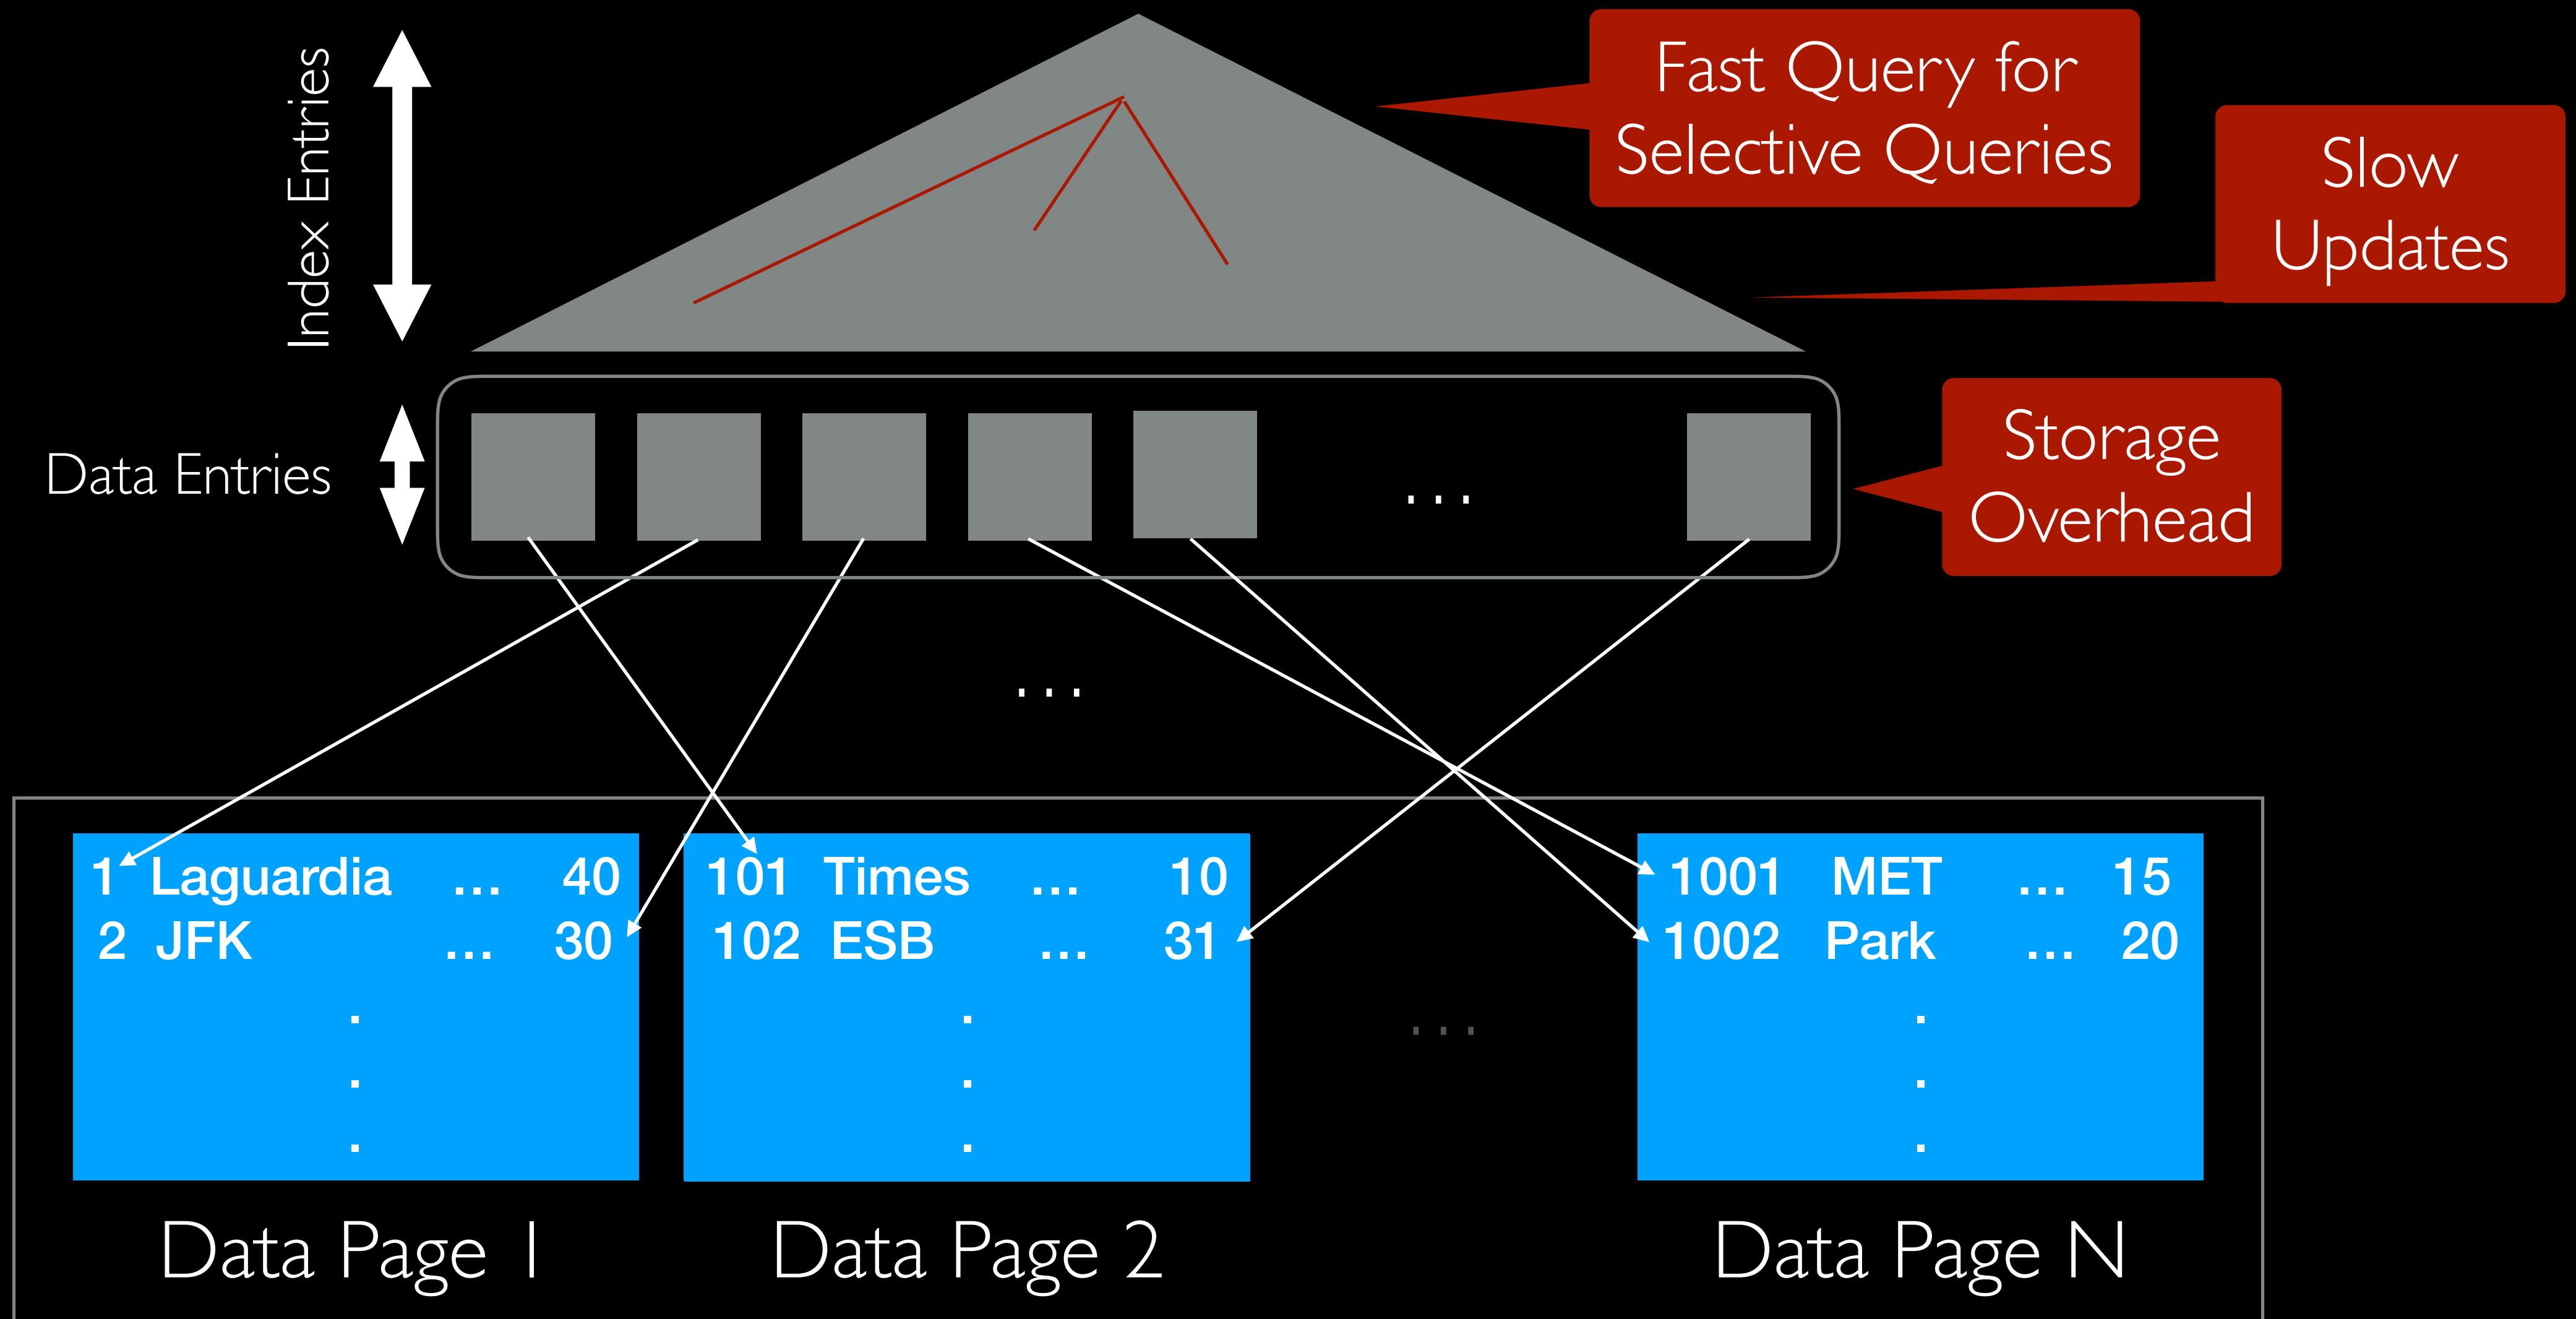 Index Entries
Fast Query for
Selective Queries
Slow
Updates
Data Entries
...
Storage
Overhead
...
1 Laguardia ... 40
2 JFK ... 30
.
.
.
101 Times ... 10
102 ESB ... 31
.
.
.
...
1001 MET ... 15
1002 Park ... 20
.
.
.
Data Page 1
Data Page 2
Data Page N